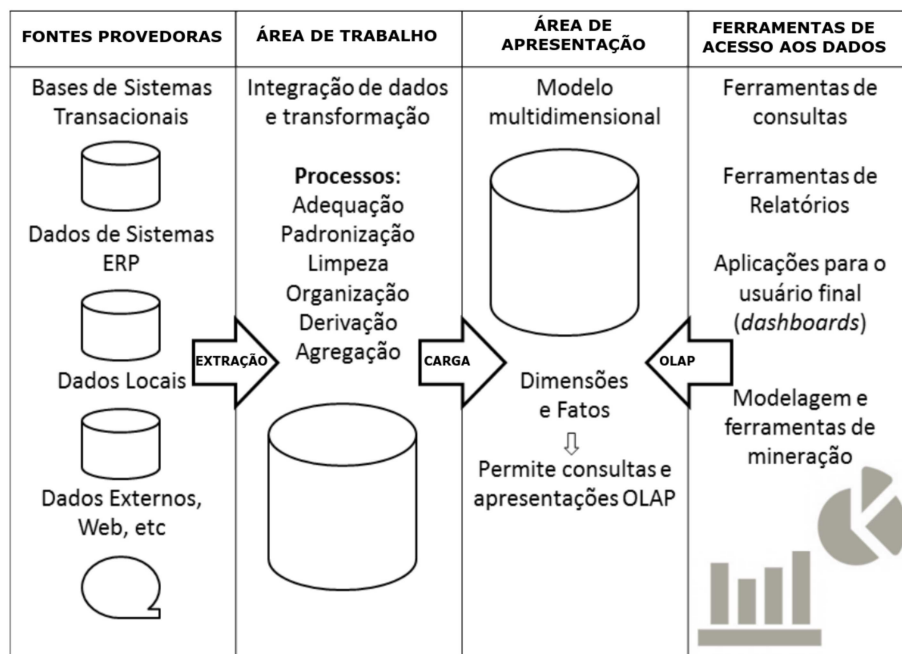 FONTES PROVEDORAS
Bases de Sistemas
Transacionais
Dados de Sistemas
ERP
Dados Locais
Dados Externos,
Web, etc
EXTRAÇÃO
ÁREA DE TRABALHO
Integração de dados
e transformação
Processos:
Adequação
Padronização
Limpeza
Organização
Derivação
Agregação
CARGA
ÁREA DE
APRESENTAÇÃO
Modelo
multidimensional
Dimensões
e Fatos
Permite consultas e
apresentações OLAP
OLAP
FERRAMENTAS DE
ACESSO AOS DADOS
Ferramentas de
consultas
Ferramentas de
Relatórios
Aplicações para o
usuário final
(dashboards)
Modelagem e
ferramentas de
mineração